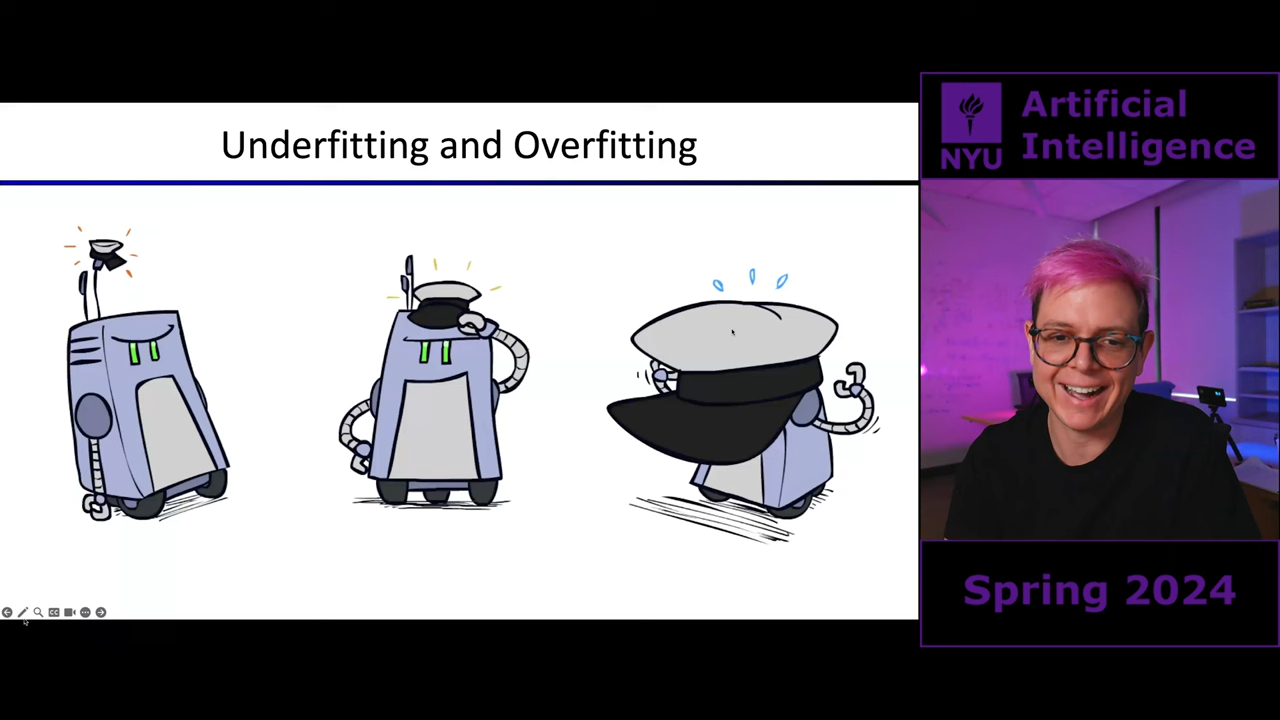 Underfitting and Overfitting
NYU
Artificial
Intelligence
Spring 2024